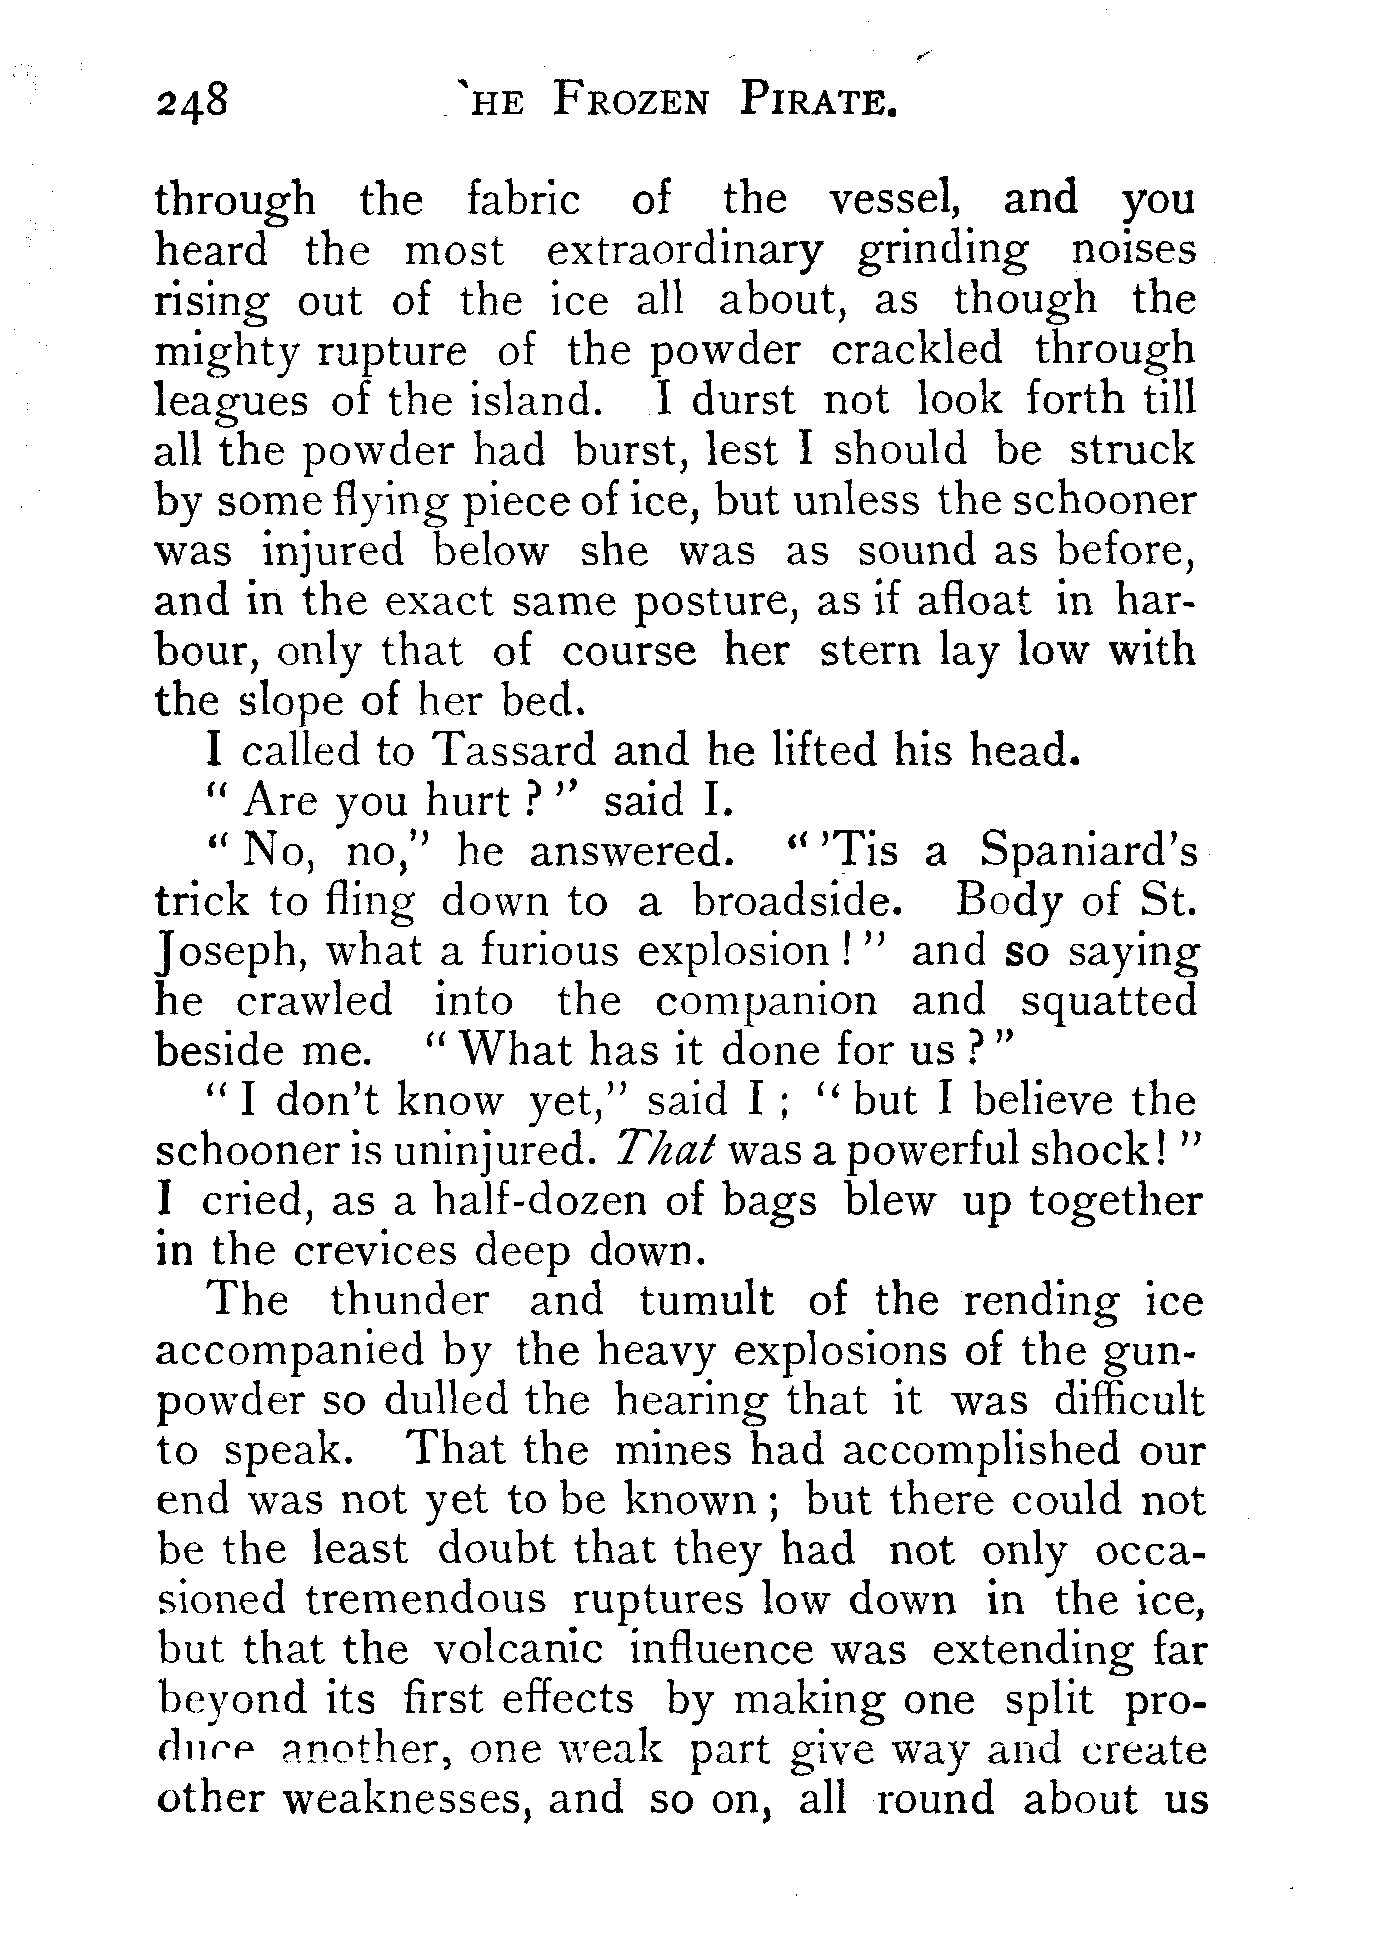 248 'HE FROZEN PIRATE.
through the fabric of the vessel, and you
heard the most extraordinary grinding noises
rising out of the ice all about, as though the
mighty rupture of the powder crackled through
leagues of the island. I durst not look forth till
all the powder had burst, lest I should be struck
by some flying piece of ice, but unless the schooner
was injured below she was as sound as before,
and in the exact same posture, as if afloat in har-
bour, only that of course her stern lay low with
the slope of her bed.
I called to Tassard and he lifted his head.
" Are you hurt ? " said I.
" No, no," he answered. " 'Tis a Spaniard's
trick to fling down to a broadside. Body of St.
Joseph, what a furious explosion ! " and so saying
he crawled into the companion and squatted
beside me. " What has it done for us ? "
" I don't know yet," said I ; " but I believe the
schooner is uninjured. That was a powerful shock! "
I cried, as a half-dozen of bags blew up together
in the crevices deep down.
The thunder and tumult of the rending ice
accompanied by the heavy explosions of the gun-
powder so dulled the hearing that it was difficult
to speak. That the mines had accomplished our
end was not yet to be known ; but there could not
be the least doubt that they had not only occa-
sioned tremendous ruptures low down in the ice,
but that the volcanic influence was extending far
beyond its first effects by making one split pro-
duce another, one weak part give way and create
other weaknesses, and so on, all round about us